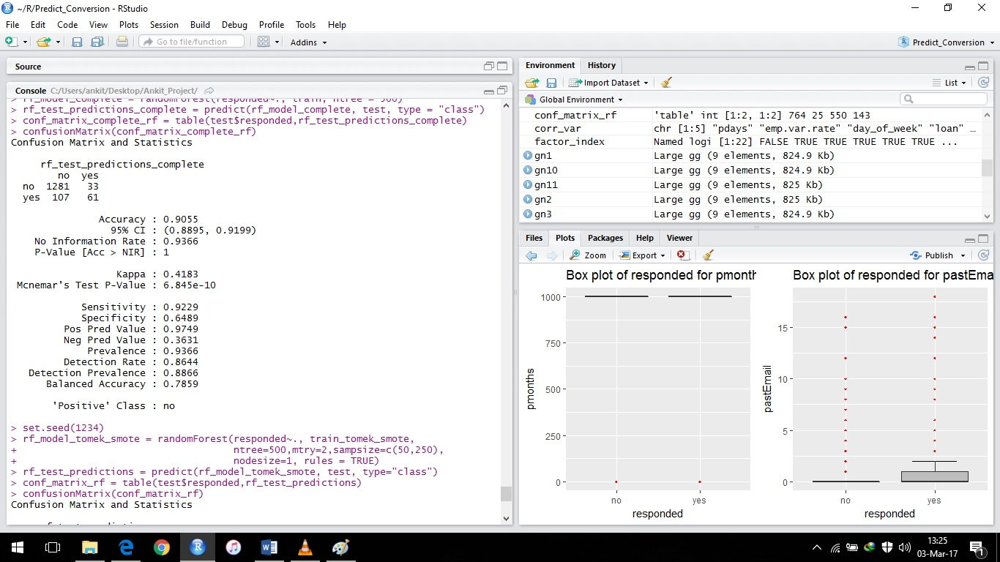 ~/R/Predict_Conversion - RStudio
File Edit Code View Plots Session Build Debug Profile Tools Help
Go to file/function Addins Predict_Conversion
Source
Console C:/Users/ankit/Desktop/Ankit_Project/
> rf_model_complete = randomForest(responded~., train, ntree = 500)
> rf_test_predictions_complete = predict(rf_model_complete, test, type = "class")
> conf_matrix_complete_rf = table(test$responded,rf_test_predictions_complete)
> confusionMatrix(conf_matrix_complete_rf)
Confusion Matrix and Statistics
rf_test_predictions_complete
no yes
no 1281 33
yes 107 61
Accuracy : 0.9055
95% CI : (0.8895, 0.9199)
No Information Rate : 0.9366
P-Value [Acc > NIR] : 1
Kappa : 0.4183
Mcnemar's Test P-Value : 6.845e-10
Sensitivity : 0.9229
Specificity : 0.6489
Pos Pred Value : 0.9749
Neg Pred Value : 0.3631
Prevalence : 0.9366
Detection Rate : 0.8644
Detection Prevalence : 0.8866
Balanced Accuracy : 0.7859
'Positive' Class : no
> set.seed(1234)
> rf_model_tomek_smote = randomForest(responded~., train_tomek_smote,
+ ntree=500,mtry=2,sampsize=c(50,250),
+ nodesize=1, rules = TRUE)
> rf_test_predictions = predict(rf_model_tomek_smote, test, type="class")
> conf_matrix_rf = table(test$responded,rf_test_predictions)
> confusionMatrix(conf_matrix_rf)
Confusion Matrix and Statistics
Environment History
Import Dataset List
Global Environment
conf_matrix_rf 'table' int [1:2, 1:2] 764 25 550 143
corr_var chr [1:5] "pdays" "emp.var.rate" "day_of_week" "loan" …
factor_index Named logi [1:22] FALSE TRUE TRUE TRUE TRUE TRUE ...
gn1 Large gg (9 elements, 824.9 Kb)
gn10 Large gg (9 elements, 824.9 Kb)
gn11 Large gg (9 elements, 825 Kb)
gn2 Large gg (9 elements, 825 Kb)
gn3 Large gg (9 elements, 824.9 Kb)
Files Plots Packages Help Viewer
Zoom Export Publish
Box plot of responded for pmonth
1000
750
500
250
0
pmonths
no yes
responded
Box plot of responded for pastEma
15
10
5
0
pastEmail
no yes
responded
13:25
03-Mar-17
1